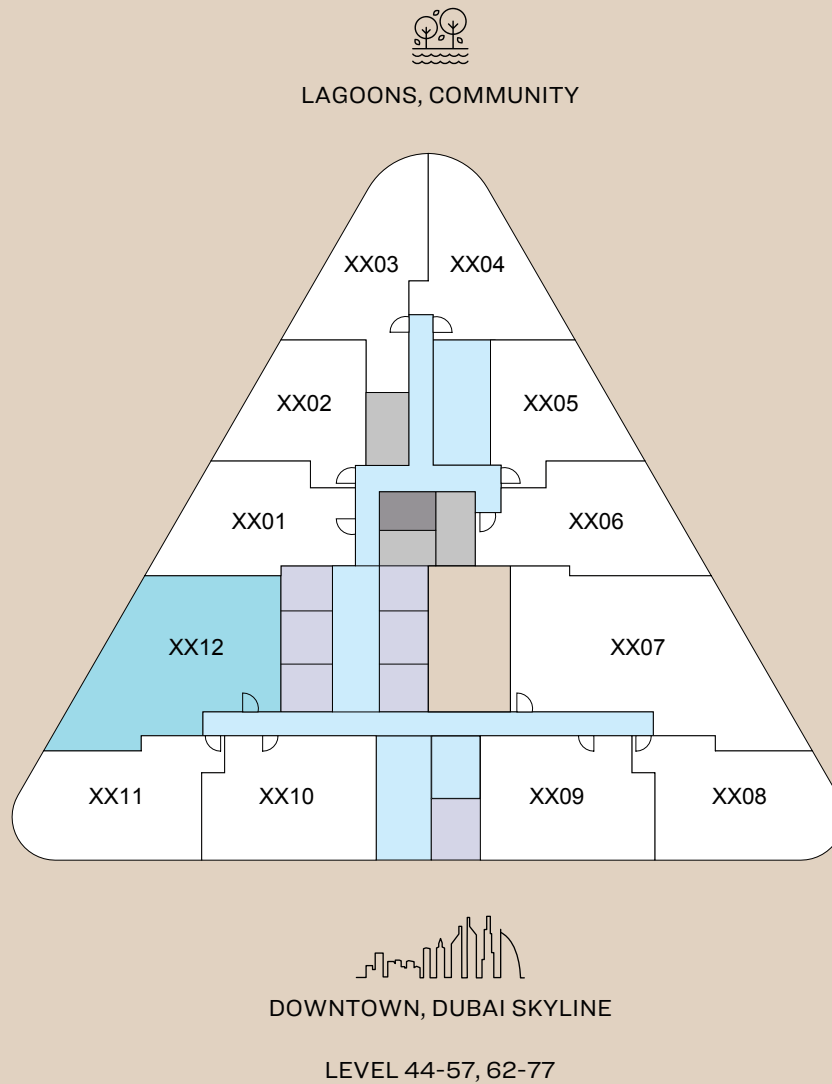 LAGOONS, COMMUNITY
XX03
XX04
XX02
XX05
XX01
XX06
XX12
XX07
XX11
XX10
XX09
XX08
DOWNTOWN, DUBAI SKYLINE
LEVEL 44-57, 62-77